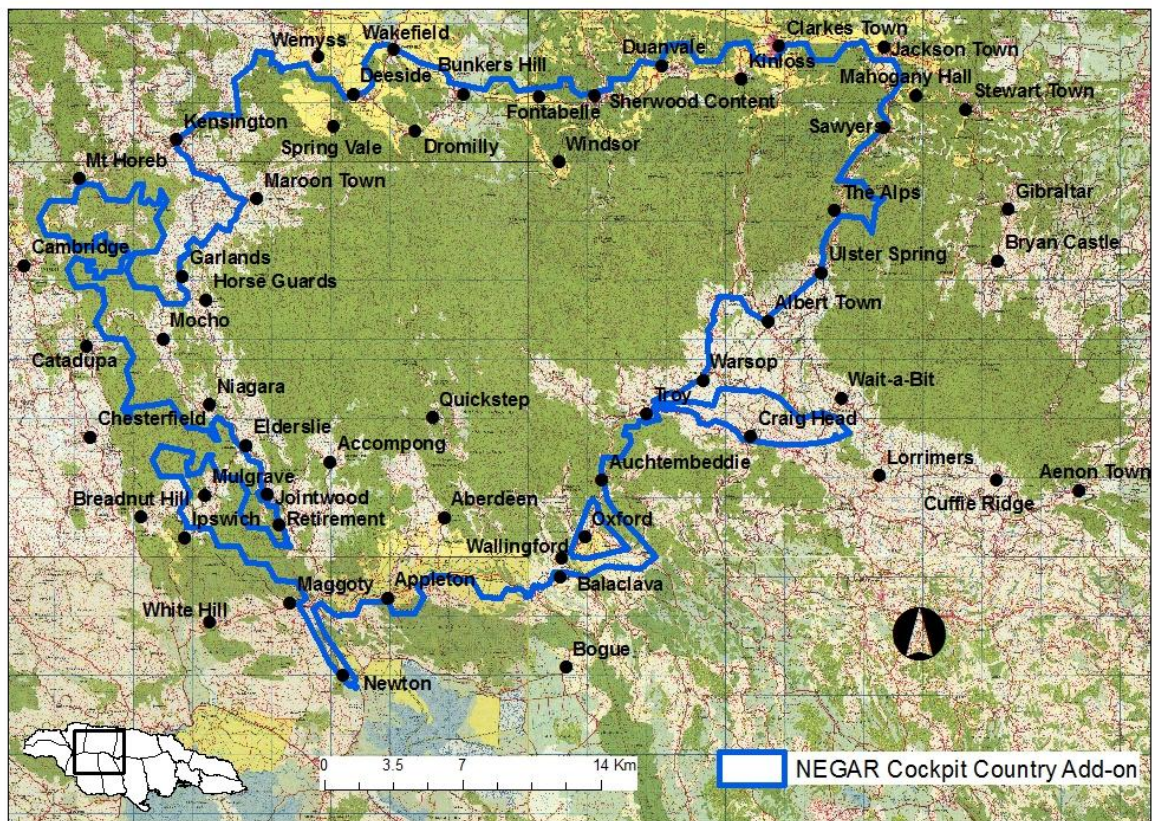 Clarkes Town
Wemyss
Wakefield
Duanvale
Jackson Town
Deeside
Bunkers Hill
Kinloss
Mahogany Hall
Fontabelle
Sherwood Content
Stewart Town
Kensington
Spring Vale
Dromilly
Windsor
Sawyers
Mt Horeb
Maroon Town
The Alps
Gibraltar
Cambridge
Garlands
Bryan Castle
Horse Guards
Ulster Spring
Albert Town
Mocho
Catadupa
Warsop
Wait-a-Bit
Niagara
Quickstep
Troy
Chesterfield
Elderslie
Craig Head
Accompong
Auchtembeddie
Lorrimers
Aenon Town
Mulgrave
Breadnut Hill
Jointwood
Aberdeen
Cuffie Ridge
Ipswich
Retirement
Oxford
Wallingford
Maggoty
Appleton
Balaclava
White Hill
Bogue
Newton
0 3.5 7 14 Km
NEGAR Cockpit Country Add-on